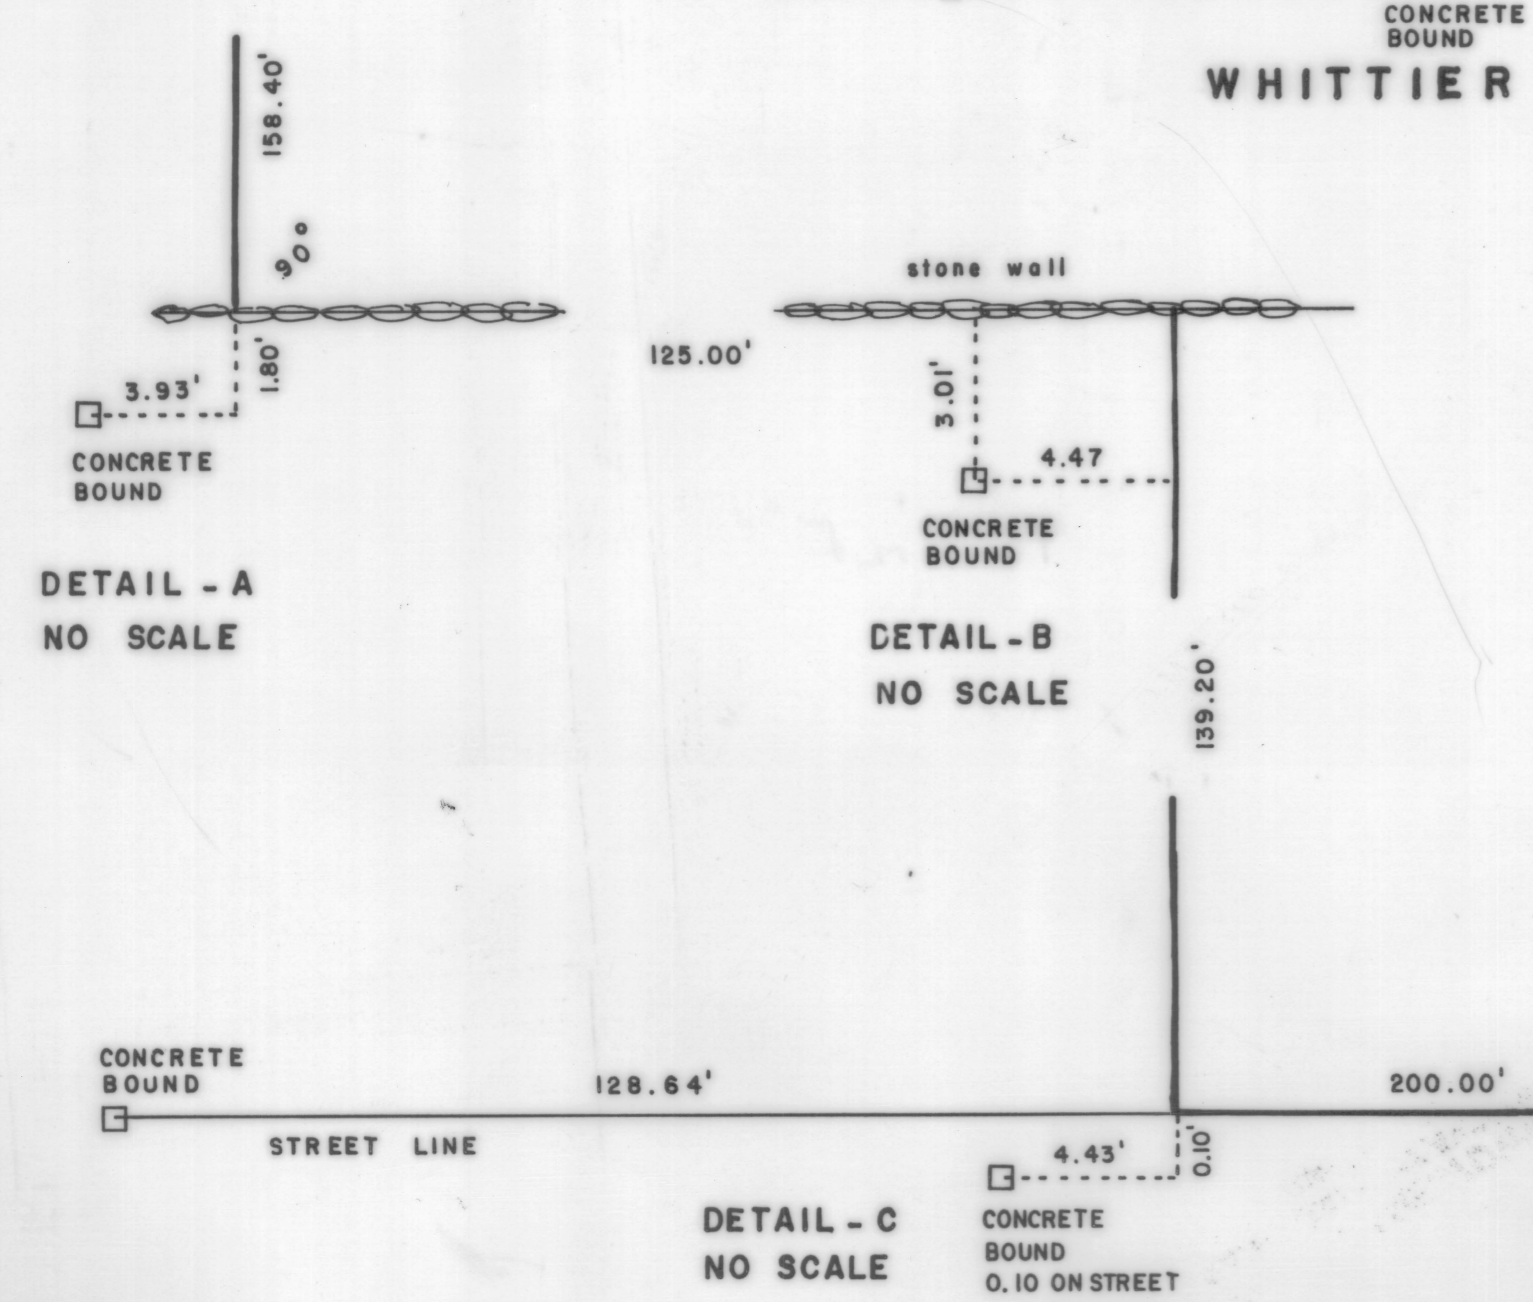 CONCRETE
BOUND
WHITTIER
158.40'
90°
stone wall
125.00'
1.80'
3.93'
3.01'
4.47
CONCRETE
BOUND
CONCRETE
BOUND
DETAIL - A
NO SCALE
DETAIL - B
NO SCALE
139.20'
CONCRETE
BOUND
128.64'
200.00'
STREET LINE
4.43'
0.10'
DETAIL - C
NO SCALE
CONCRETE
BOUND
0.10 ON STREET